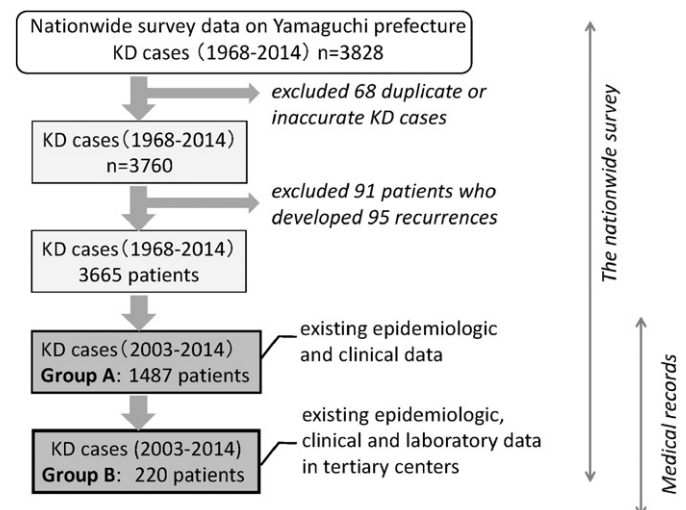 Nationwide survey data on Yamaguchi prefecture
KD cases (1968-2014) n=3828
excluded 68 duplicate or
inaccurate KD cases
KD cases(1968-2014)
n=3760
excluded 91 patients who
developed 95 recurrences
KD cases(1968-2014)
3665 patients
KD cases(2003-2014)
Group A: 1487 patients
existing epidemiologic
and clinical data
KD cases (2003-2014)
Group B: 220 patients
existing epidemiologic,
clinical and laboratory data
in tertiary centers
The nationwide survey
Medical records